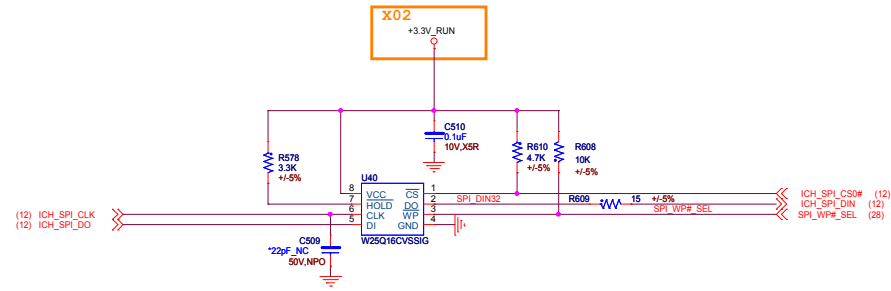 X02
+3.3V_RUN
C510
0.1uF
10V,X5R
R578
3.3K
+/-5%
R610
4.7K
+/-5%
R608
10K
U40
8 VCC CS 1
7 HOLD DO 2
6 CLK WP 3
5 DI GND 4
W25Q16CVSSIG
SPI_DIN32
R609 15 +/-5%
SPI_WP#_SEL
ICH_SPI_CS0# (12)
ICH_SPI_DIN (12)
SPI_WP#_SEL (28)
(12) ICH_SPI_CLK
(12) ICH_SPI_DO
C509
*22pF_NC
50V,NPO